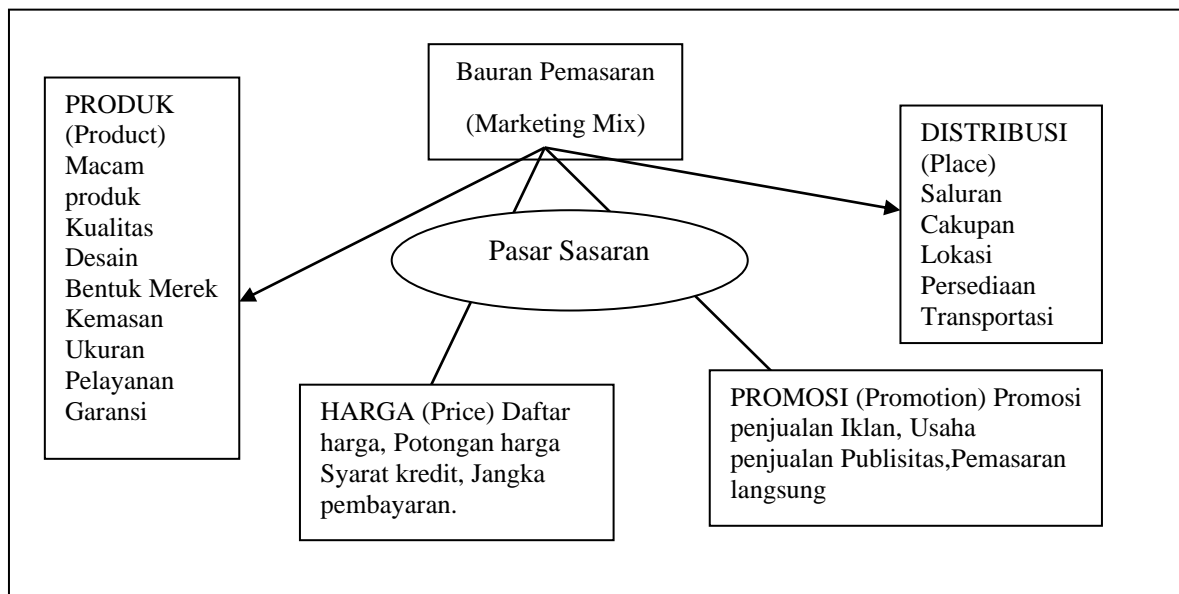 Bauran Pemasaran
(Marketing Mix)
PRODUK
(Product)
Macam
produk
Kualitas
Desain
Bentuk Merek
Kemasan
Ukuran
Pelayanan
Garansi
DISTRIBUSI
(Place)
Saluran
Cakupan
Lokasi
Persediaan
Transportasi
Pasar Sasaran
HARGA (Price) Daftar
harga, Potongan harga
Syarat kredit, Jangka
pembayaran.
PROMOSI (Promotion) Promosi
penjualan Iklan, Usaha
penjualan Publisitas,Pemasaran
langsung